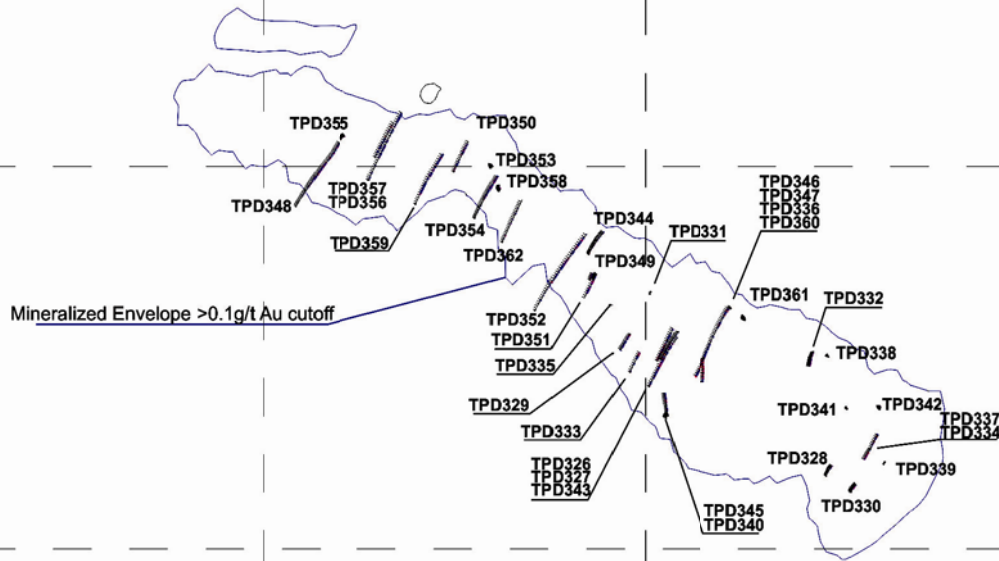 TPD355
TPD350
TPD353
TPD358
TPD357
TPD356
TPD348
TPD359
TPD354
TPD362
TPD346
TPD347
TPD336
TPD360
TPD344
TPD331
TPD349
Mineralized Envelope >0.1g/t Au cutoff
TPD352
TPD351
TPD335
TPD361
TPD332
TPD338
TPD329
TPD341
TPD342
TPD333
TPD337
TPD334
TPD326
TPD327
TPD343
TPD328
TPD339
TPD330
TPD345
TPD340